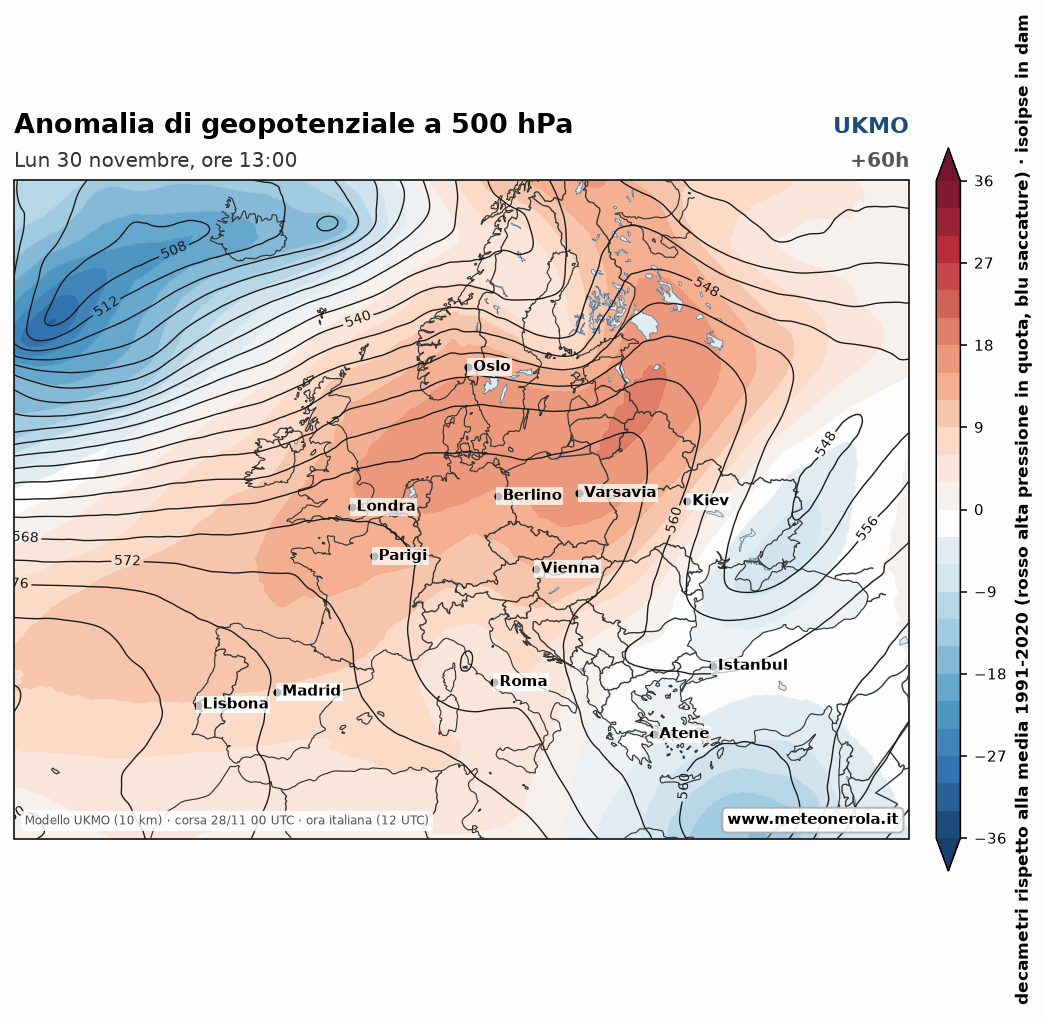 Anomalia di geopotenziale a 500 hPa
UKMO
Lun 30 novembre, ore 13:00
+60h
508
512
540
548
Oslo
548
Berlino
Varsavia
Kiev
Londra
560
556
568
Parigi
572
Vienna
76
Istanbul
Roma
Madrid
Lisbona
Atene
560
Modello UKMO (10 km) · corsa 28/11 00 UTC · ora italiana (12 UTC)
www.meteonerola.it
36
27
18
9
0
−9
−18
−27
−36
decametri rispetto alla media 1991-2020 (rosso alta pressione in quota, blu saccature) · isoipse in dam